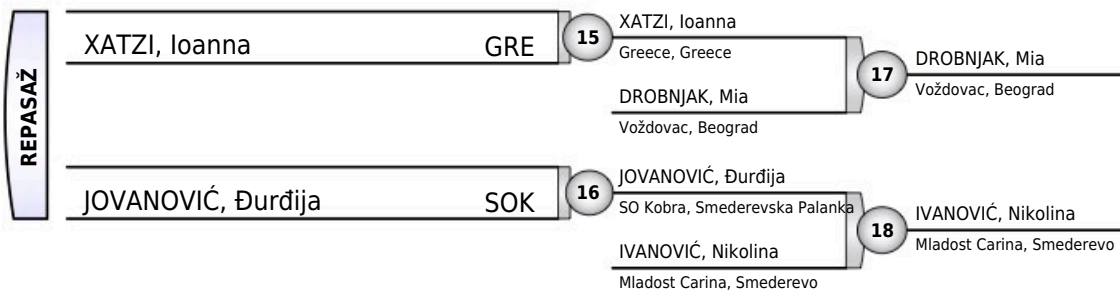 REPASAŽ
XATZI, Ioanna GRE
15
XATZI, Ioanna
Greece, Greece
DROBNJAK, Mia
Voždovac, Beograd
17
DROBNJAK, Mia
Voždovac, Beograd
JOVANOVIĆ, Đurđija SOK
16
JOVANOVIĆ, Đurđija
SO Kobra, Smederevska Palanka
IVANOVIĆ, Nikolina
Mladost Carina, Smederevo
18
IVANOVIĆ, Nikolina
Mladost Carina, Smederevo